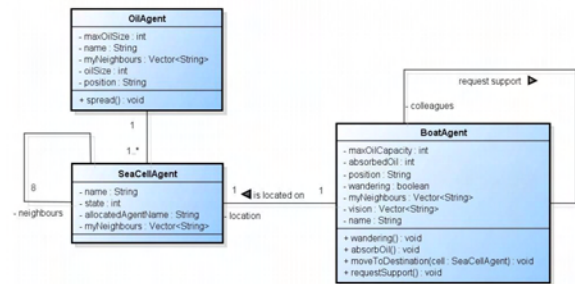 OilAgent
- maxOilSize : int
- name : String
- myNeighbours : Vector<String>
- oilSize : int
- position : String
+ spread() : void
1
1..*
SeaCellAgent
- name : String
- state : int
- allocatedAgentName : String
- myNeighbours : Vector<String>
8
- neighbours
1
is located on
1
- location
request support
- colleagues
BoatAgent
- maxOilCapacity : int
- absorbedOil : int
- position : String
- wandering : boolean
- myNeighbours : Vector<String>
- vision : Vector<String>
- name : String
+ wandering() : void
+ absorbOil() : void
+ moveToDestination(cell : SeaCellAgent) : void
+ requestSupport() : void